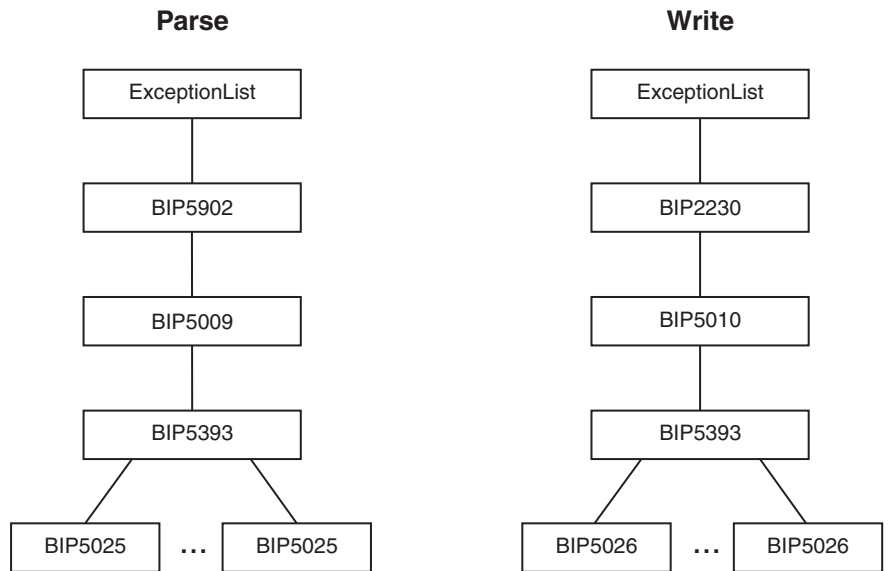 Parse Write
ExceptionList ExceptionList
BIP5902 BIP2230
BIP5009 BIP5010
BIP5393 BIP5393
BIP5025 ... BIP5025 BIP5026 ... BIP5026